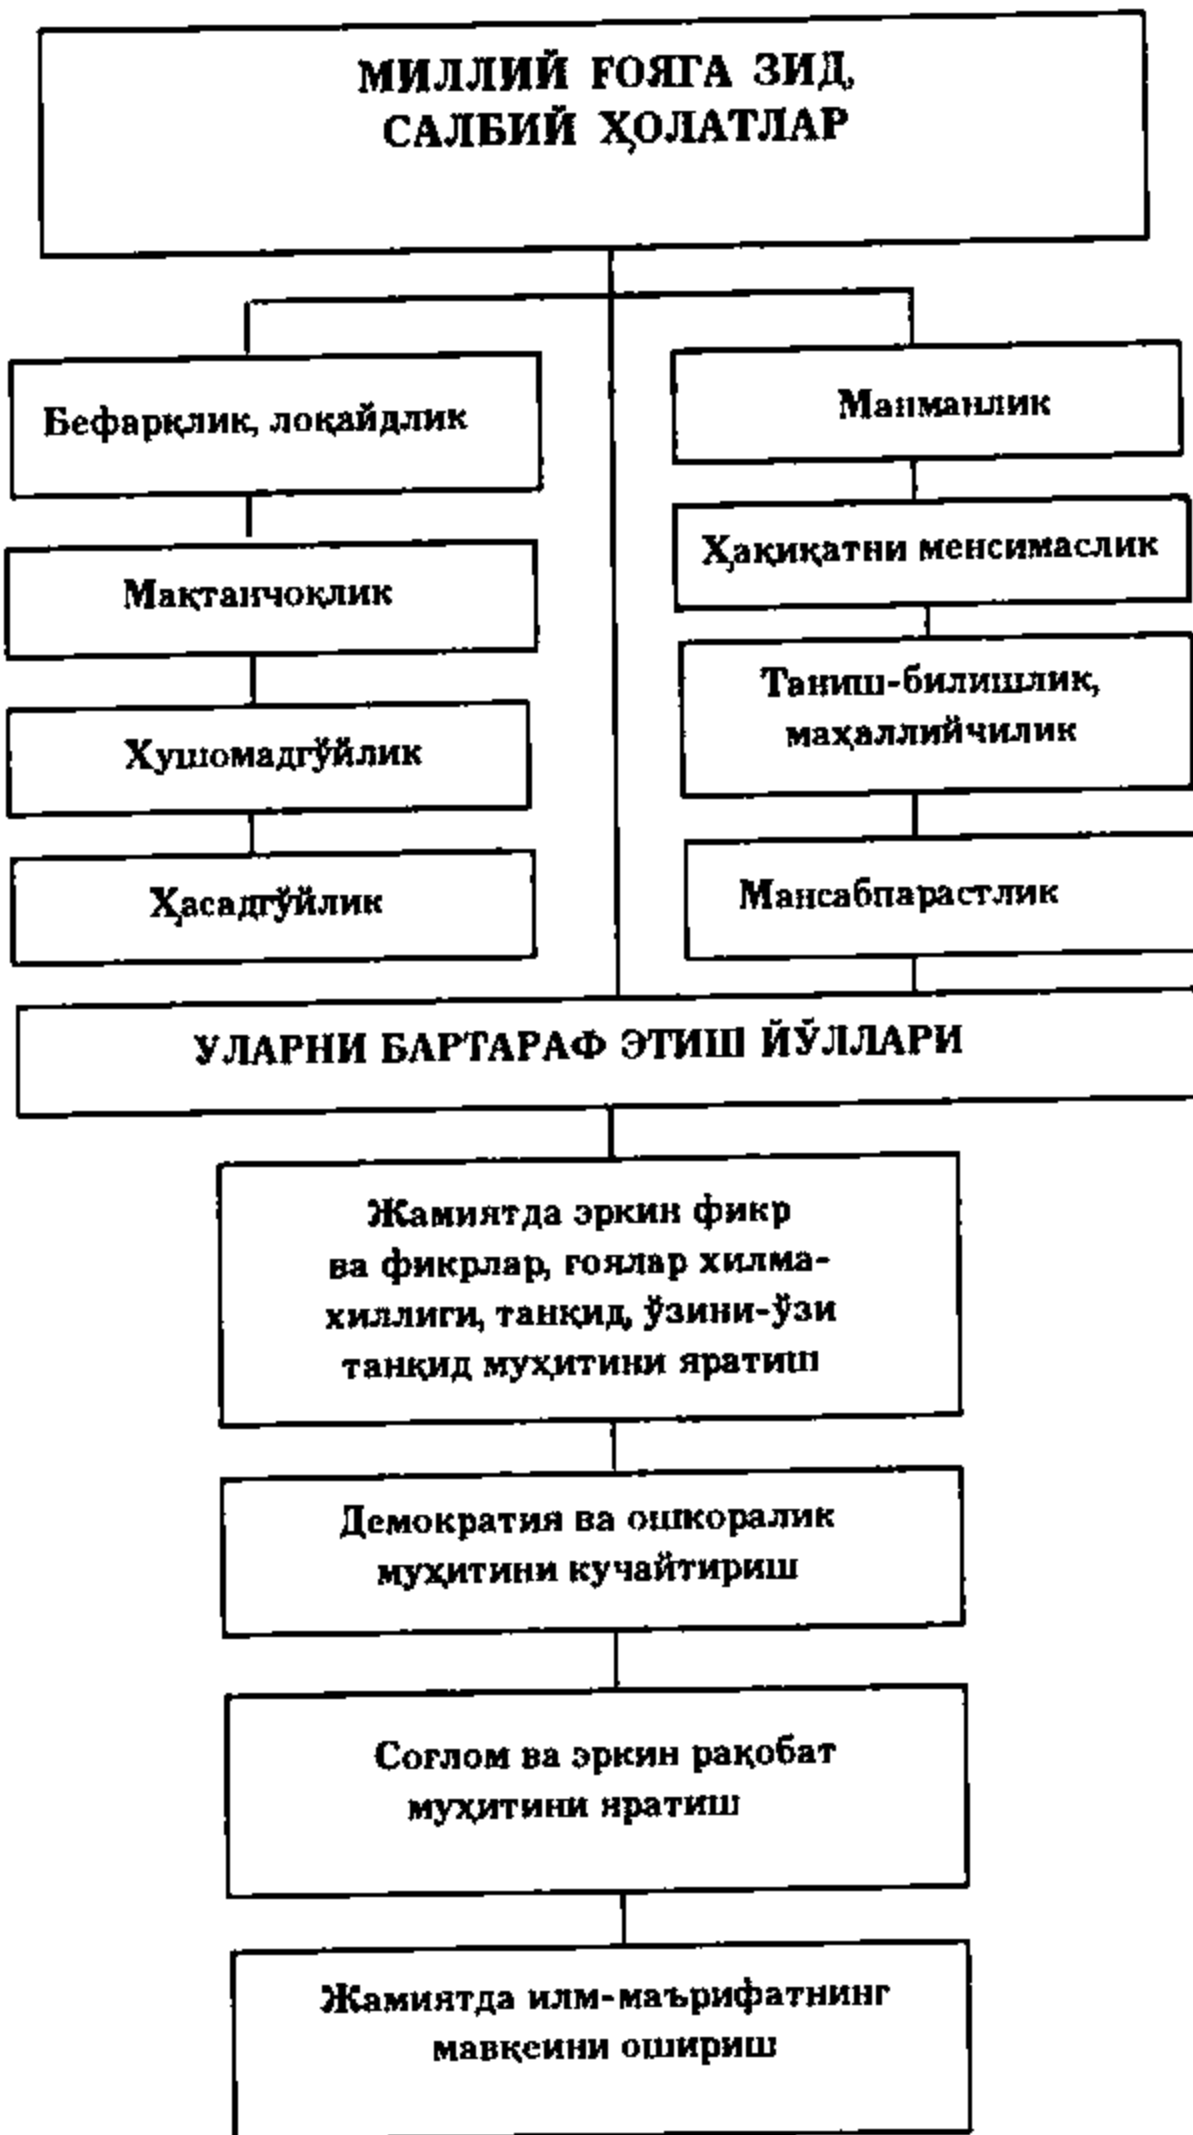 МИЛЛИЙ ҒОЯГА ЗИД,
САЛБИЙ ҲОЛАТЛАР
Бефарқлик, лоқайдлик
Мақтанчоқлик
Хушомадгўйлик
Ҳасадгўйлик
Манманлик
Ҳақиқатни менсимаслик
Таниш-билишлик,
маҳаллийчилик
Мансабпарастлик
УЛАРНИ БАРТАРАФ ЭТИШ ЙЎЛЛАРИ
Жамиятда эркин фикр
ва фикрлар, ғоялар хилма-
хиллиги, танқид, ўзини-ўзи
танқид муҳитини яратиш
Демократия ва ошкоралик
муҳитини кучайтириш
Соғлом ва эркин рақобат
муҳитини яратиш
Жамиятда илм-маърифатнинг
мавқеини ошириш